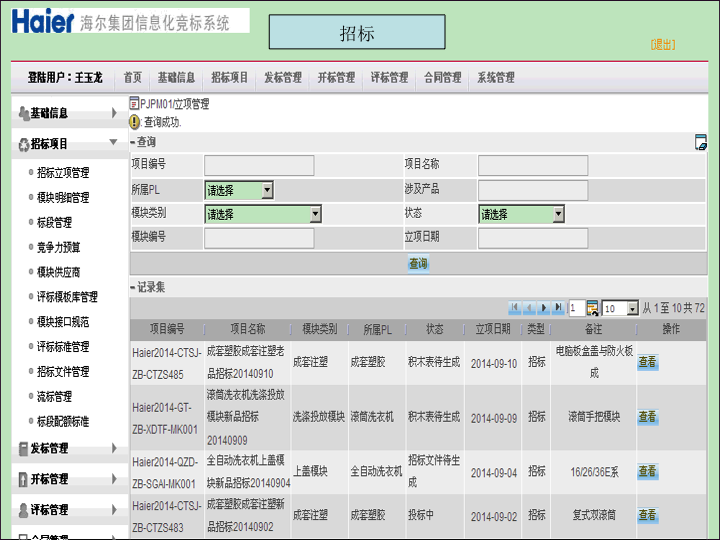 Haier 海尔集团信息化竞标系统
招标
[退出]
登陆用户：王玉龙 首页 基础信息 招标项目 发标管理 开标管理 评标管理 合同管理 系统管理
基础信息
招标项目
招标立项管理
模块明细管理
标段管理
竞争力预算
模块供应商
评标模板库管理
模块接口规范
评标标准管理
招标文件管理
流标管理
标段配额标准
发标管理
开标管理
评标管理
合同管理
PJPM01/立项管理
查询成功.
查询
项目编号 项目名称
所属PL 请选择 涉及产品
模块类别 请选择 状态 请选择
模块编号 立项日期
查询
记录集
1 10 从 1 至 10 共 72
项目编号 项目名称 模块类别 所属PL 状态 立项日期 类型 备注 操作
Haier2014-CTSJ-ZB-CTZS485 成套塑胶成套注塑老品招标20140910 成套注塑 成套塑胶 积木表待生成 2014-09-10 招标 电脑板盒盖与防火板成 查看
Haier2014-GT-ZB-XDTF-MK001 滚筒洗衣机洗涤投放模块新品招标20140909 洗涤投放模块 滚筒洗衣机 积木表待生成 2014-09-09 招标 滚筒手把模块 查看
Haier2014-QZD-ZB-SGAI-MK001 全自动洗衣机上盖模块新品招标20140904 上盖模块 全自动洗衣机 招标文件待生成 2014-09-04 招标 16/26/36E系 查看
Haier2014-CTSJ-ZB-CTZS483 成套塑胶成套注塑新品招标20140902 成套注塑 成套塑胶 投标中 2014-09-02 招标 复式双滚筒 查看